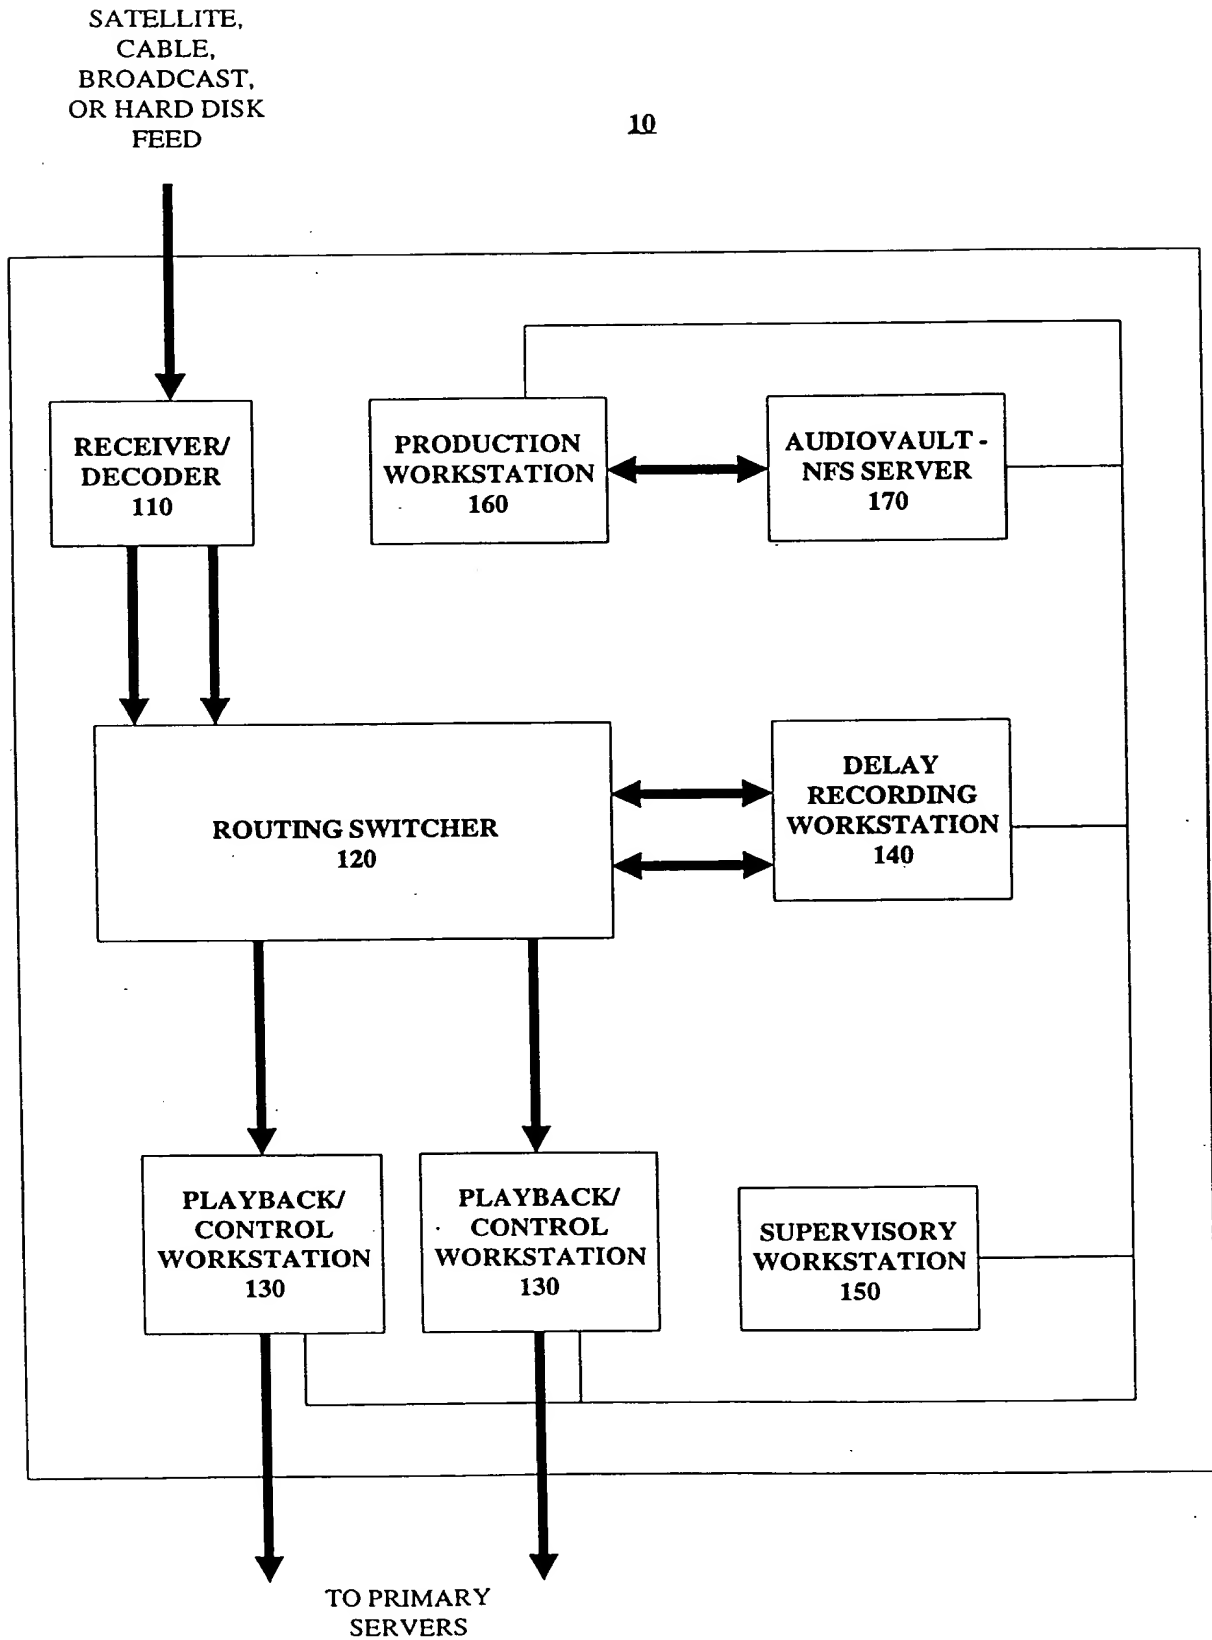 SATELLITE,
CABLE,
BROADCAST,
OR HARD DISK
FEED
10
RECEIVER/
DECODER
110
PRODUCTION
WORKSTATION
160
AUDIOVAULT -
NFS SERVER
170
ROUTING SWITCHER
120
DELAY
RECORDING
WORKSTATION
140
PLAYBACK/
CONTROL
WORKSTATION
130
PLAYBACK/
CONTROL
WORKSTATION
130
SUPERVISORY
WORKSTATION
150
TO PRIMARY
SERVERS